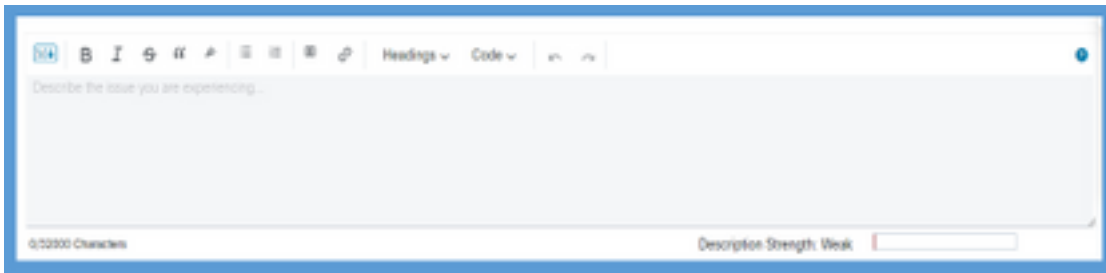 B I S Headings Code
Describe the issue you are experiencing...
0/32000 Characters Description Strength: Weak